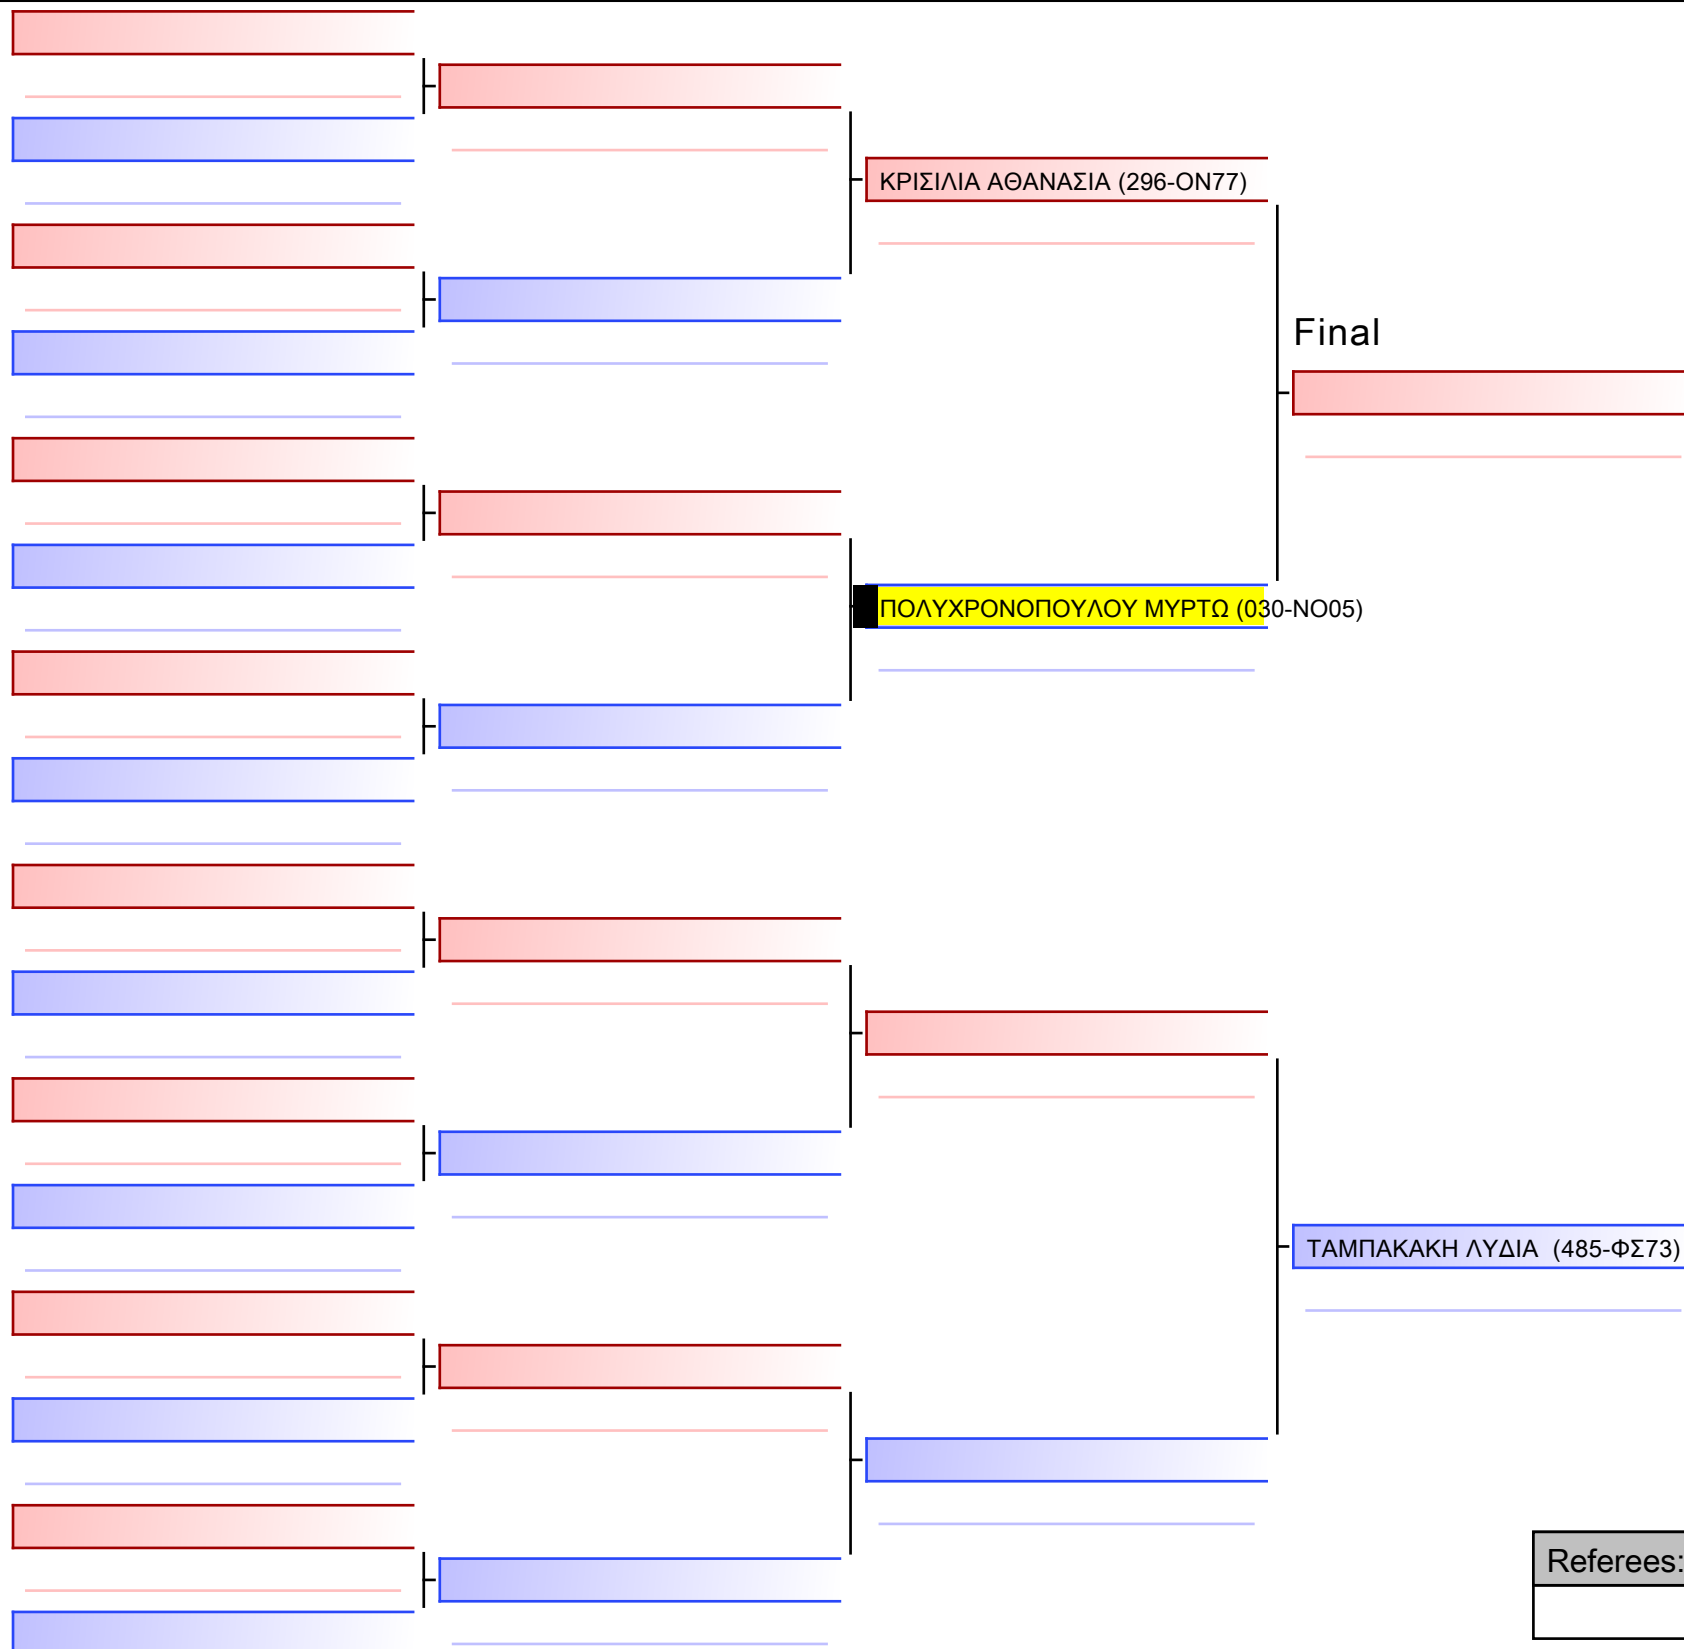 ΚΡΙΣΙΛΙΑ ΑΘΑΝΑΣΙΑ (296-ΟΝ77)
Final
ΠΟΛΥΧΡΟΝΟΠΟΥΛΟΥ ΜΥΡΤΩ (030-ΝΟ05)
ΤΑΜΠΑΚΑΚΗ ΛΥΔΙΑ (485-ΦΣ73)
Referees: